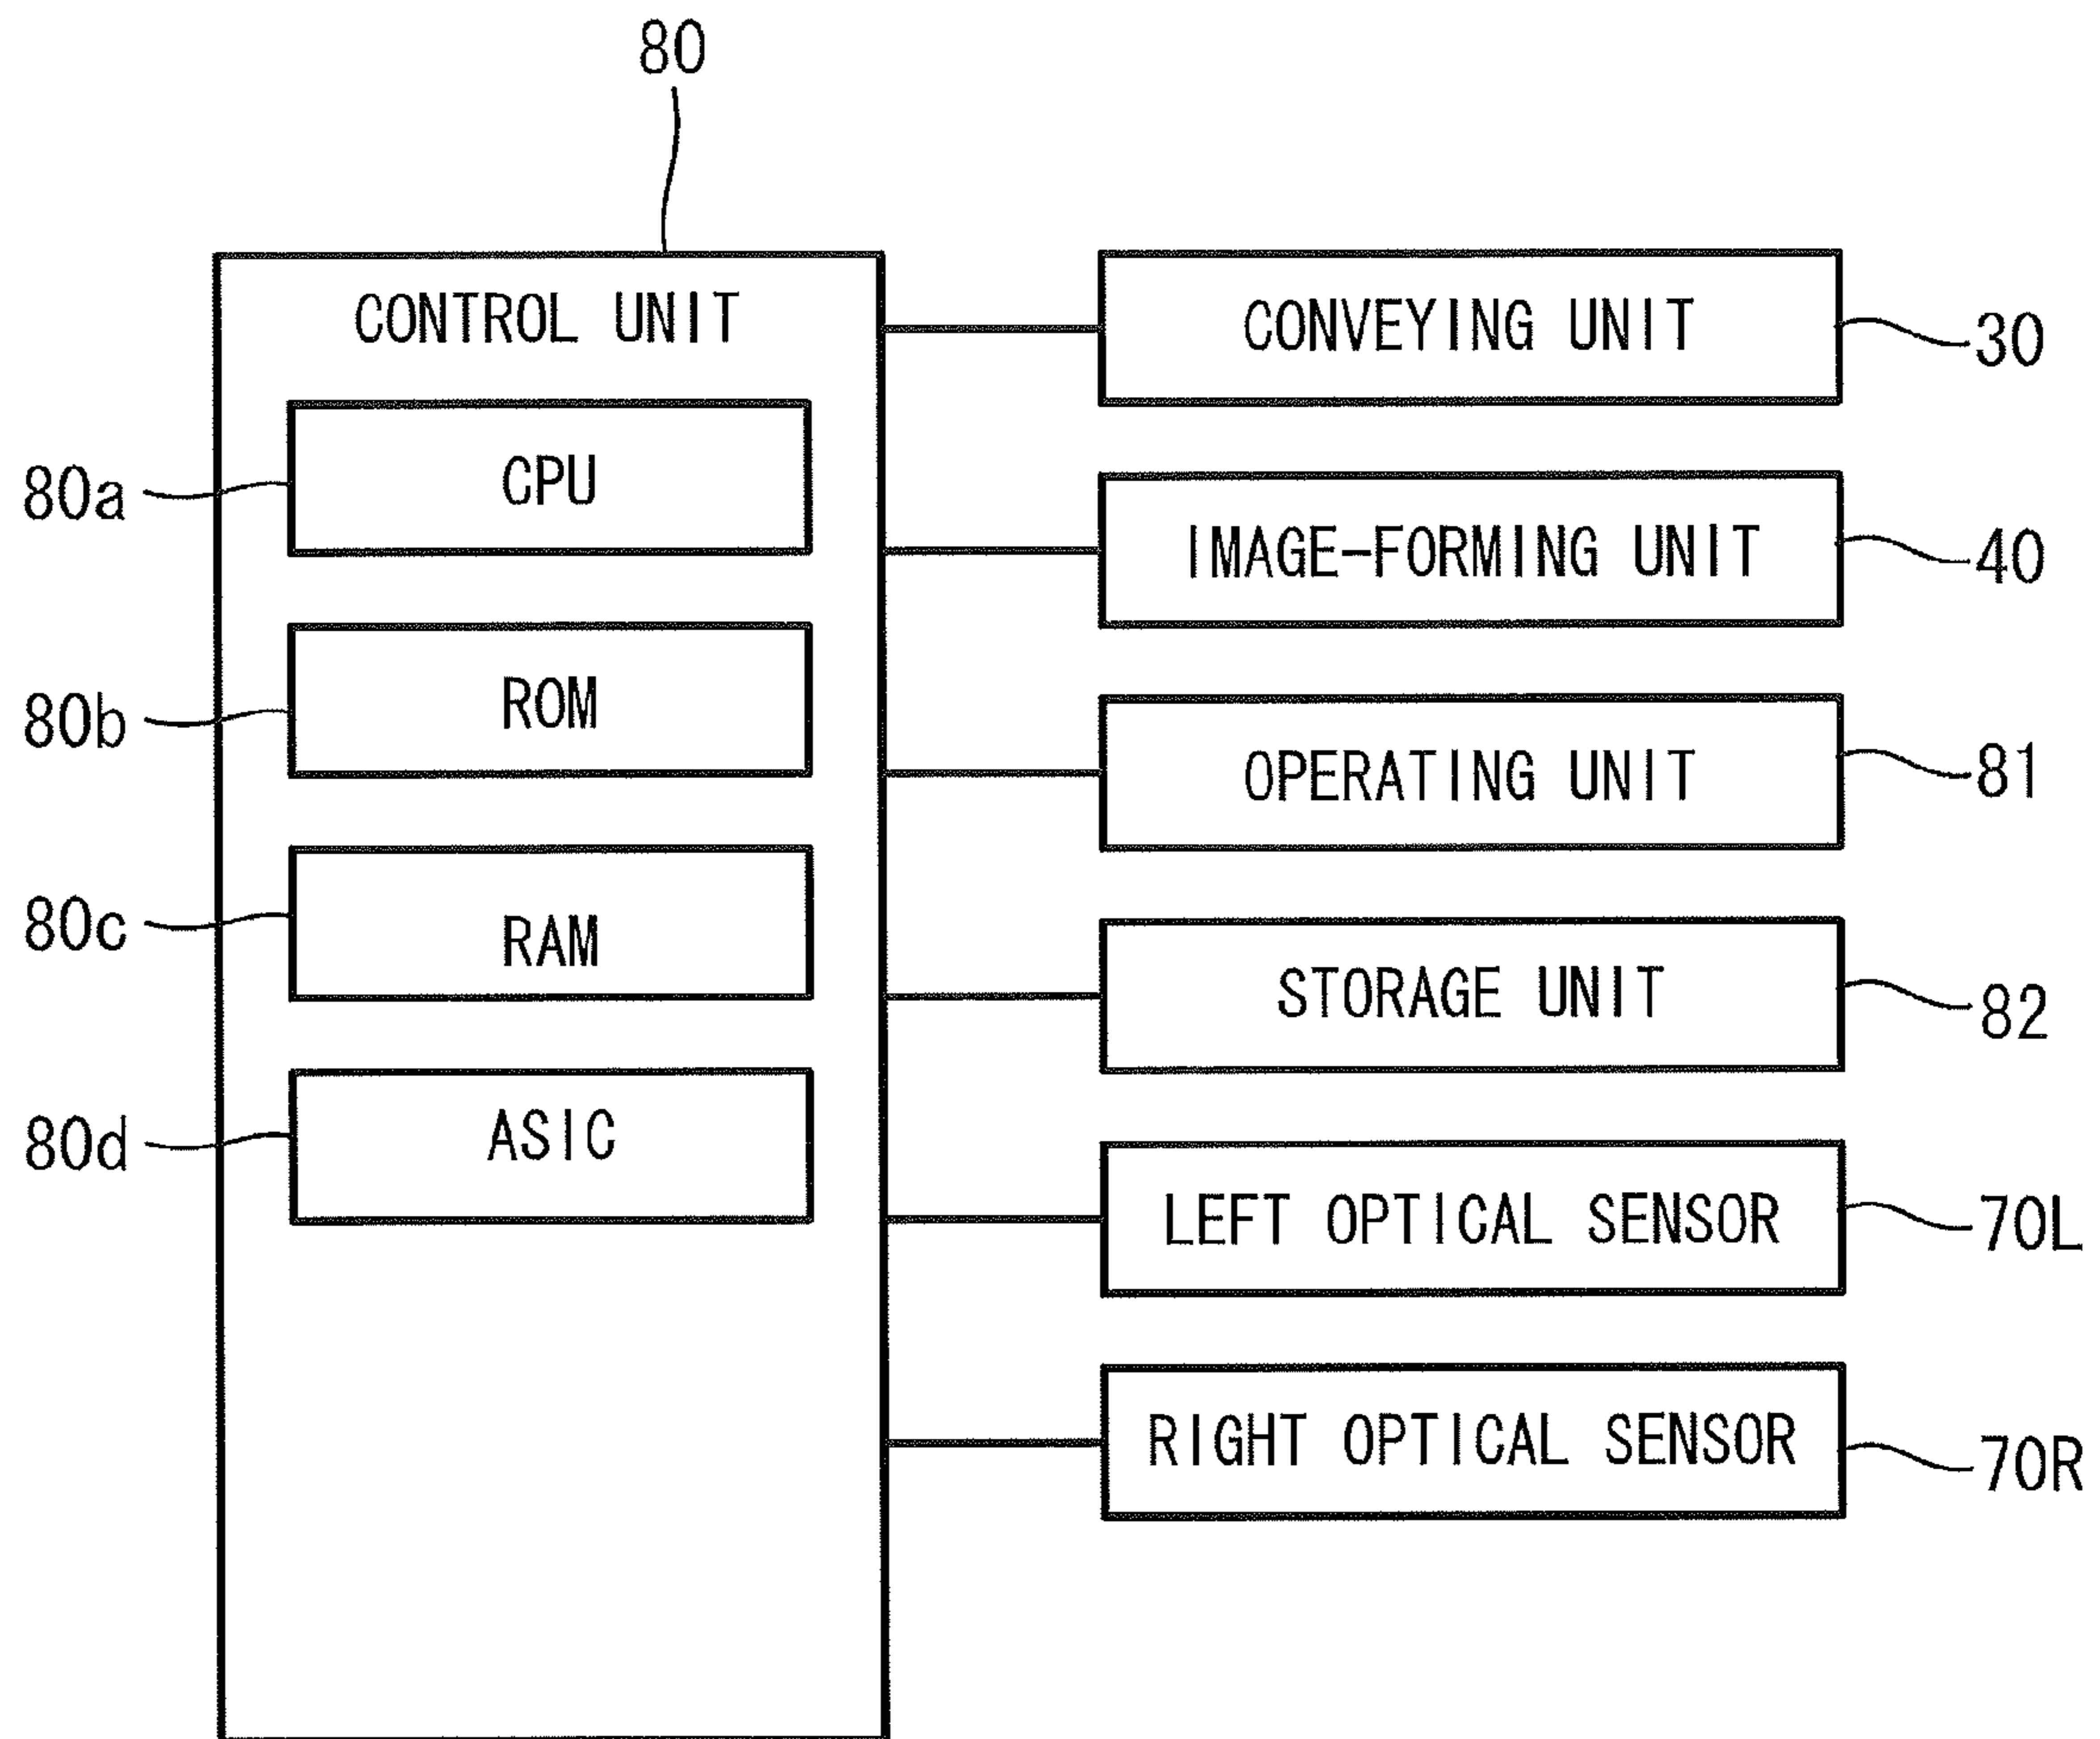 80
CONTROL UNIT
80a
CPU
80b
ROM
80c
RAM
80d
ASIC
CONVEYING UNIT
30
IMAGE-FORMING UNIT
40
OPERATING UNIT
81
STORAGE UNIT
82
LEFT OPTICAL SENSOR
70L
RIGHT OPTICAL SENSOR
70R